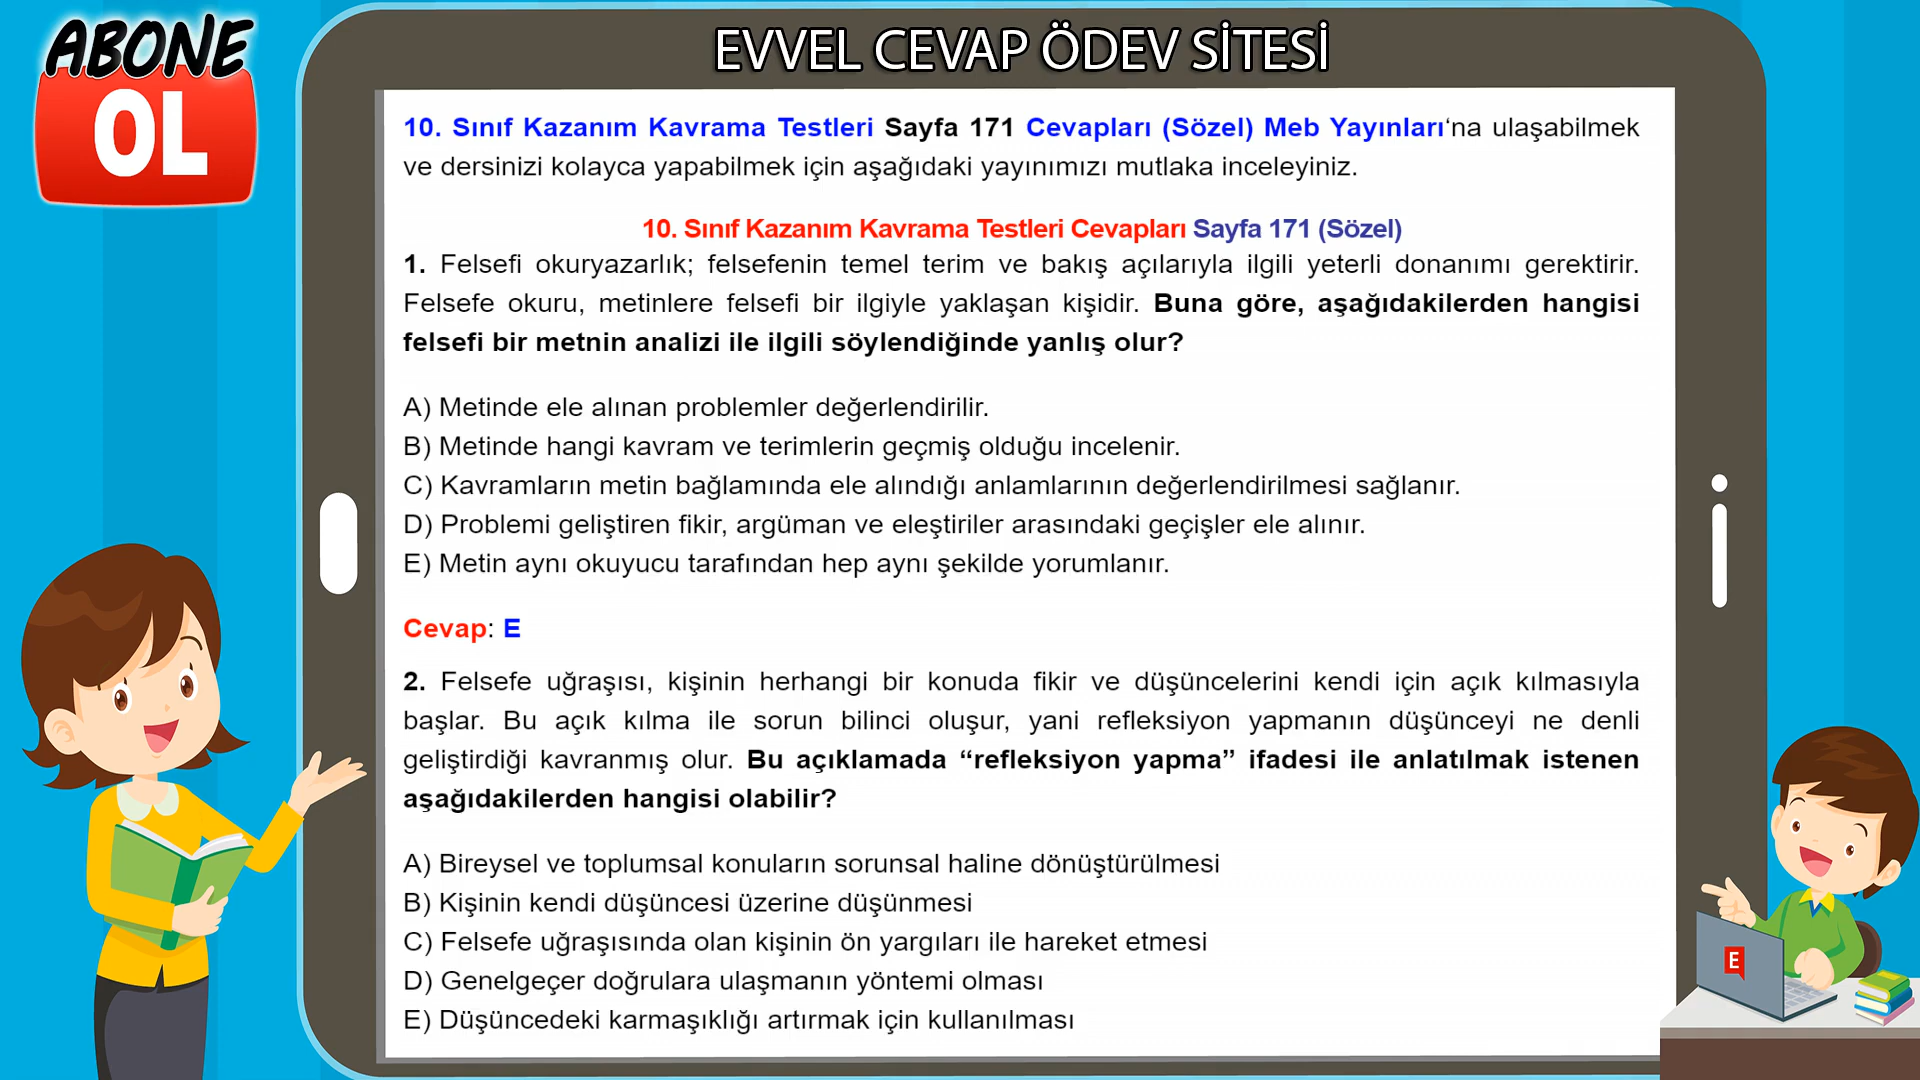 ABONE
OL
EVVEL CEVAP ÖDEV SİTESİ
10. Sınıf Kazanım Kavrama Testleri Sayfa 171 Cevapları (Sözel) Meb Yayınları‘na ulaşabilmek
ve dersinizi kolayca yapabilmek için aşağıdaki yayınımızı mutlaka inceleyiniz.
10. Sınıf Kazanım Kavrama Testleri Cevapları Sayfa 171 (Sözel)
1. Felsefi okuryazarlık; felsefenin temel terim ve bakış açılarıyla ilgili yeterli donanımı gerektirir.
Felsefe okuru, metinlere felsefi bir ilgiyle yaklaşan kişidir. Buna göre, aşağıdakilerden hangisi
felsefi bir metnin analizi ile ilgili söylendiğinde yanlış olur?
A) Metinde ele alınan problemler değerlendirilir.
B) Metinde hangi kavram ve terimlerin geçmiş olduğu incelenir.
C) Kavramların metin bağlamında ele alındığı anlamlarının değerlendirilmesi sağlanır.
D) Problemi geliştiren fikir, argüman ve eleştiriler arasındaki geçişler ele alınır.
E) Metin aynı okuyucu tarafından hep aynı şekilde yorumlanır.
Cevap: E
2. Felsefe uğraşısı, kişinin herhangi bir konuda fikir ve düşüncelerini kendi için açık kılmasıyla
başlar. Bu açık kılma ile sorun bilinci oluşur, yani refleksiyon yapmanın düşünceyi ne denli
geliştirdiği kavranmış olur. Bu açıklamada “refleksiyon yapma” ifadesi ile anlatılmak istenen
aşağıdakilerden hangisi olabilir?
A) Bireysel ve toplumsal konuların sorunsal haline dönüştürülmesi
B) Kişinin kendi düşüncesi üzerine düşünmesi
C) Felsefe uğraşısında olan kişinin ön yargıları ile hareket etmesi
D) Genelgeçer doğrulara ulaşmanın yöntemi olması
E) Düşüncedeki karmaşıklığı artırmak için kullanılması
E